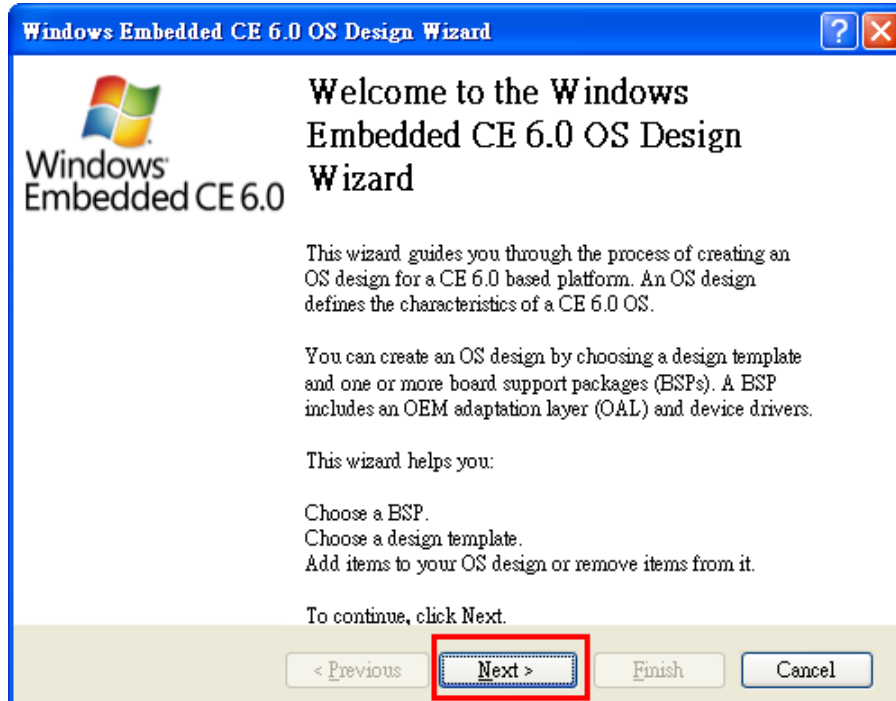 Windows Embedded CE 6.0 OS Design Wizard
Windows
Embedded CE 6.0
Welcome to the Windows
Embedded CE 6.0 OS Design
Wizard
This wizard guides you through the process of creating an
OS design for a CE 6.0 based platform. An OS design
defines the characteristics of a CE 6.0 OS.
You can create an OS design by choosing a design template
and one or more board support packages (BSPs). A BSP
includes an OEM adaptation layer (OAL) and device drivers.
This wizard helps you:
Choose a BSP.
Choose a design template.
Add items to your OS design or remove items from it.
To continue, click Next.
< Previous Next > Finish Cancel